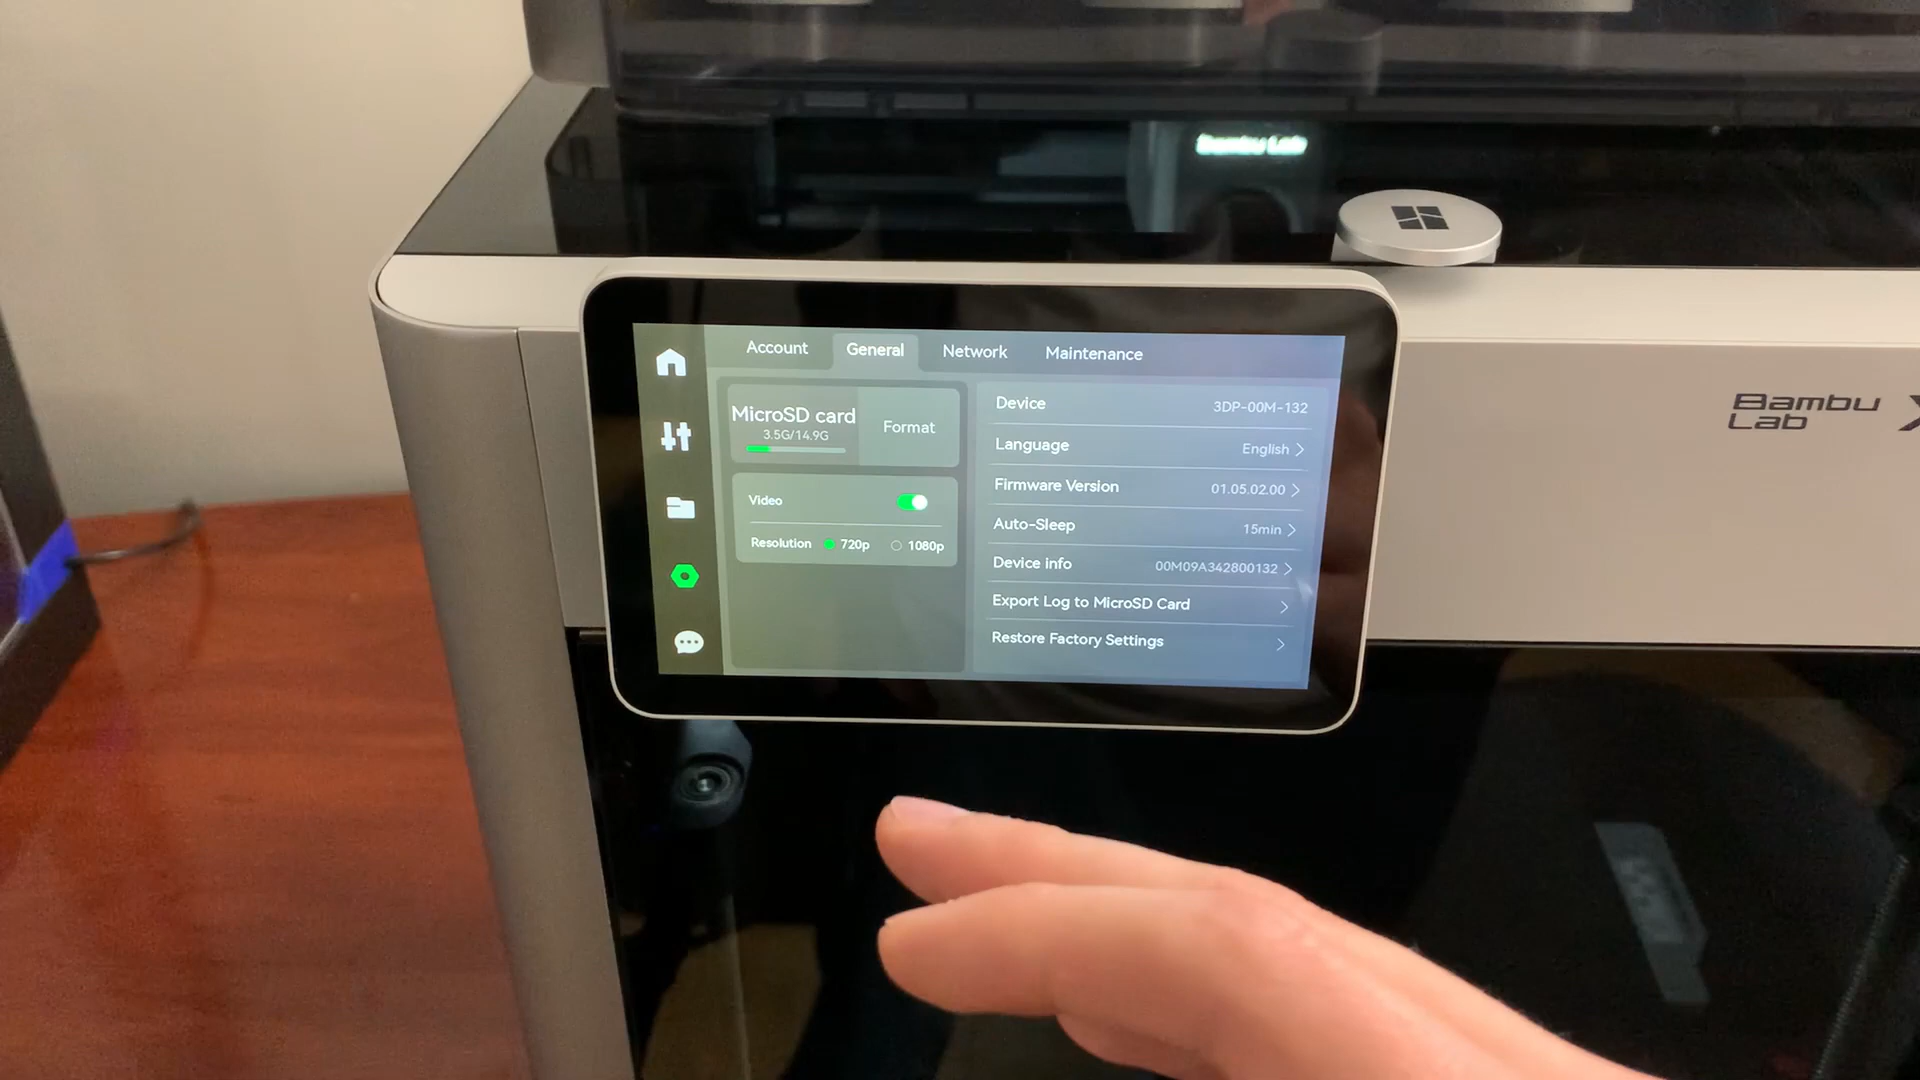 Bambu Lab
Bambu
Lab
Account
General
Network
Maintenance
MicroSD card
3.5G/14.9G
Format
Video
Resolution
720p
1080p
Device
3DP-00M-132
Language
English
Firmware Version
01.05.02.00
Auto-Sleep
15min
Device info
00M09A342800132
Export Log to MicroSD Card
Restore Factory Settings